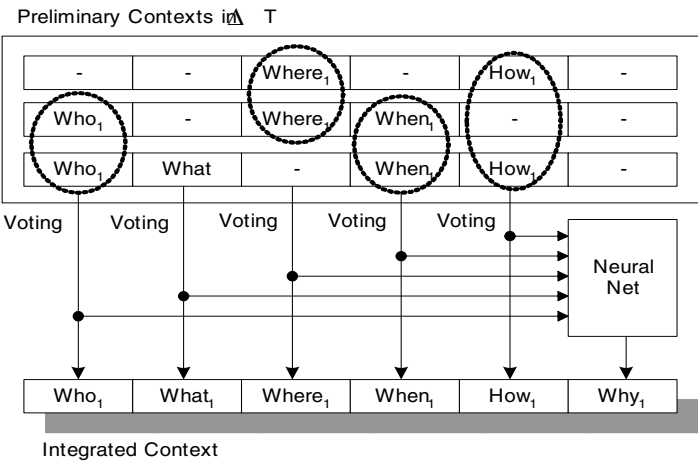 Preliminary Contexts in Δ T
- - Where₁ - How₁ -
Who₁ - Where₁ When₁ - -
Who₁ What - When₁ How₁ -
Voting Voting Voting Voting Voting
Neural
Net
Who₁ What₁ Where₁ When₁ How₁ Why₁
Integrated Context